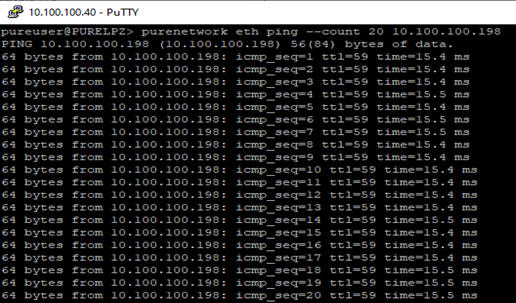 10.100.100.40 - PuTTY
pureuser@PURELPZ> purenetwork eth ping --count 20 10.100.100.198
PING 10.100.100.198 (10.100.100.198) 56(84) bytes of data.
64 bytes from 10.100.100.198: icmp_seq=1 ttl=59 time=15.4 ms
64 bytes from 10.100.100.198: icmp_seq=2 ttl=59 time=15.4 ms
64 bytes from 10.100.100.198: icmp_seq=3 ttl=59 time=15.4 ms
64 bytes from 10.100.100.198: icmp_seq=4 ttl=59 time=15.5 ms
64 bytes from 10.100.100.198: icmp_seq=5 ttl=59 time=15.4 ms
64 bytes from 10.100.100.198: icmp_seq=6 ttl=59 time=15.5 ms
64 bytes from 10.100.100.198: icmp_seq=7 ttl=59 time=15.5 ms
64 bytes from 10.100.100.198: icmp_seq=8 ttl=59 time=15.4 ms
64 bytes from 10.100.100.198: icmp_seq=9 ttl=59 time=15.4 ms
64 bytes from 10.100.100.198: icmp_seq=10 ttl=59 time=15.4 ms
64 bytes from 10.100.100.198: icmp_seq=11 ttl=59 time=15.4 ms
64 bytes from 10.100.100.198: icmp_seq=12 ttl=59 time=15.4 ms
64 bytes from 10.100.100.198: icmp_seq=13 ttl=59 time=15.4 ms
64 bytes from 10.100.100.198: icmp_seq=14 ttl=59 time=15.5 ms
64 bytes from 10.100.100.198: icmp_seq=15 ttl=59 time=15.4 ms
64 bytes from 10.100.100.198: icmp_seq=16 ttl=59 time=15.4 ms
64 bytes from 10.100.100.198: icmp_seq=17 ttl=59 time=15.4 ms
64 bytes from 10.100.100.198: icmp_seq=18 ttl=59 time=15.5 ms
64 bytes from 10.100.100.198: icmp_seq=19 ttl=59 time=15.5 ms
64 bytes from 10.100.100.198: icmp_seq=20 ttl=59 time=15.5 ms